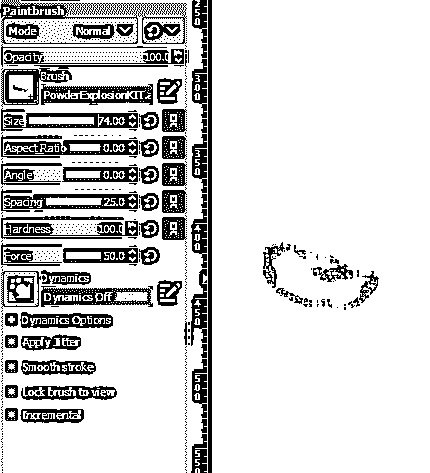 Paintbrush
Mode Normal
Opacity 100.0
Brush
PowderExplosionKIT.
Size 74.00
Aspect Ratio 0.00
Angle 0.00
Spacing 25.0
Hardness 100.0
Force 50.0
Dynamics
Dynamics Off
Dynamics Options
Apply Jitter
Smooth stroke
Lock brush to view
Incremental